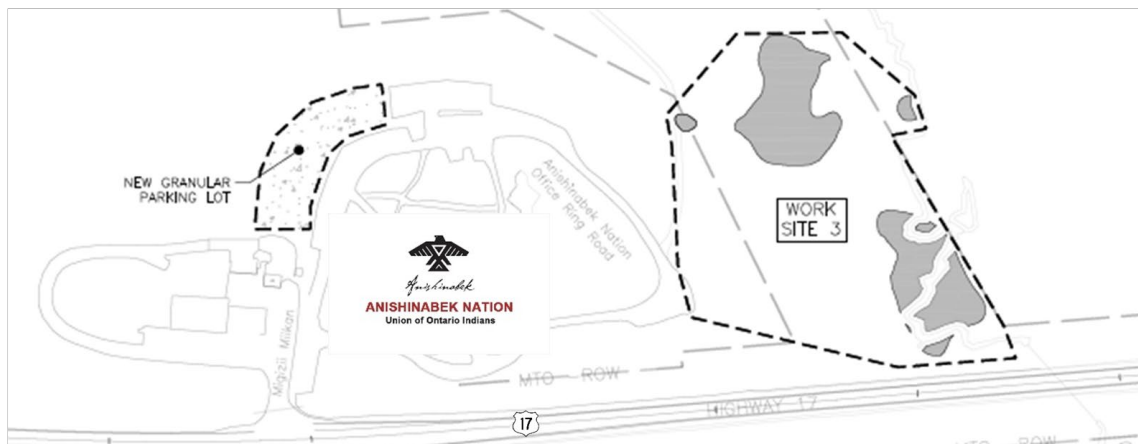 NEW GRANULAR
PARKING LOT
Anishinabek Nation
Office Ring Road
WORK
SITE 3
Anishinabek
ANISHINABEK NATION
Union of Ontario Indians
Migizii Miikan
MTO ROW
HIGHWAY 17
17
MTO ROW